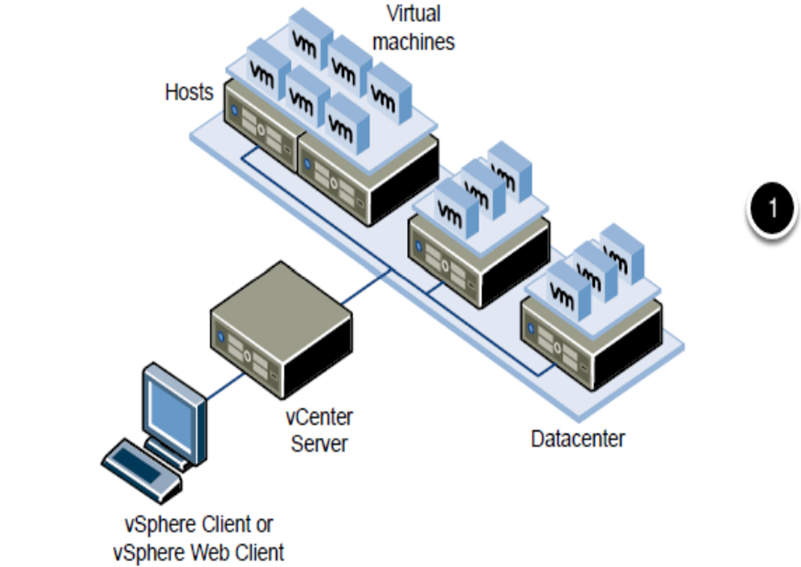 Virtual
machines
Hosts
vm
vm
vm
vm
vm
vm
vm
vm
vm
vm
vm
vm
1
vCenter
Server
Datacenter
vSphere Client or
vSphere Web Client